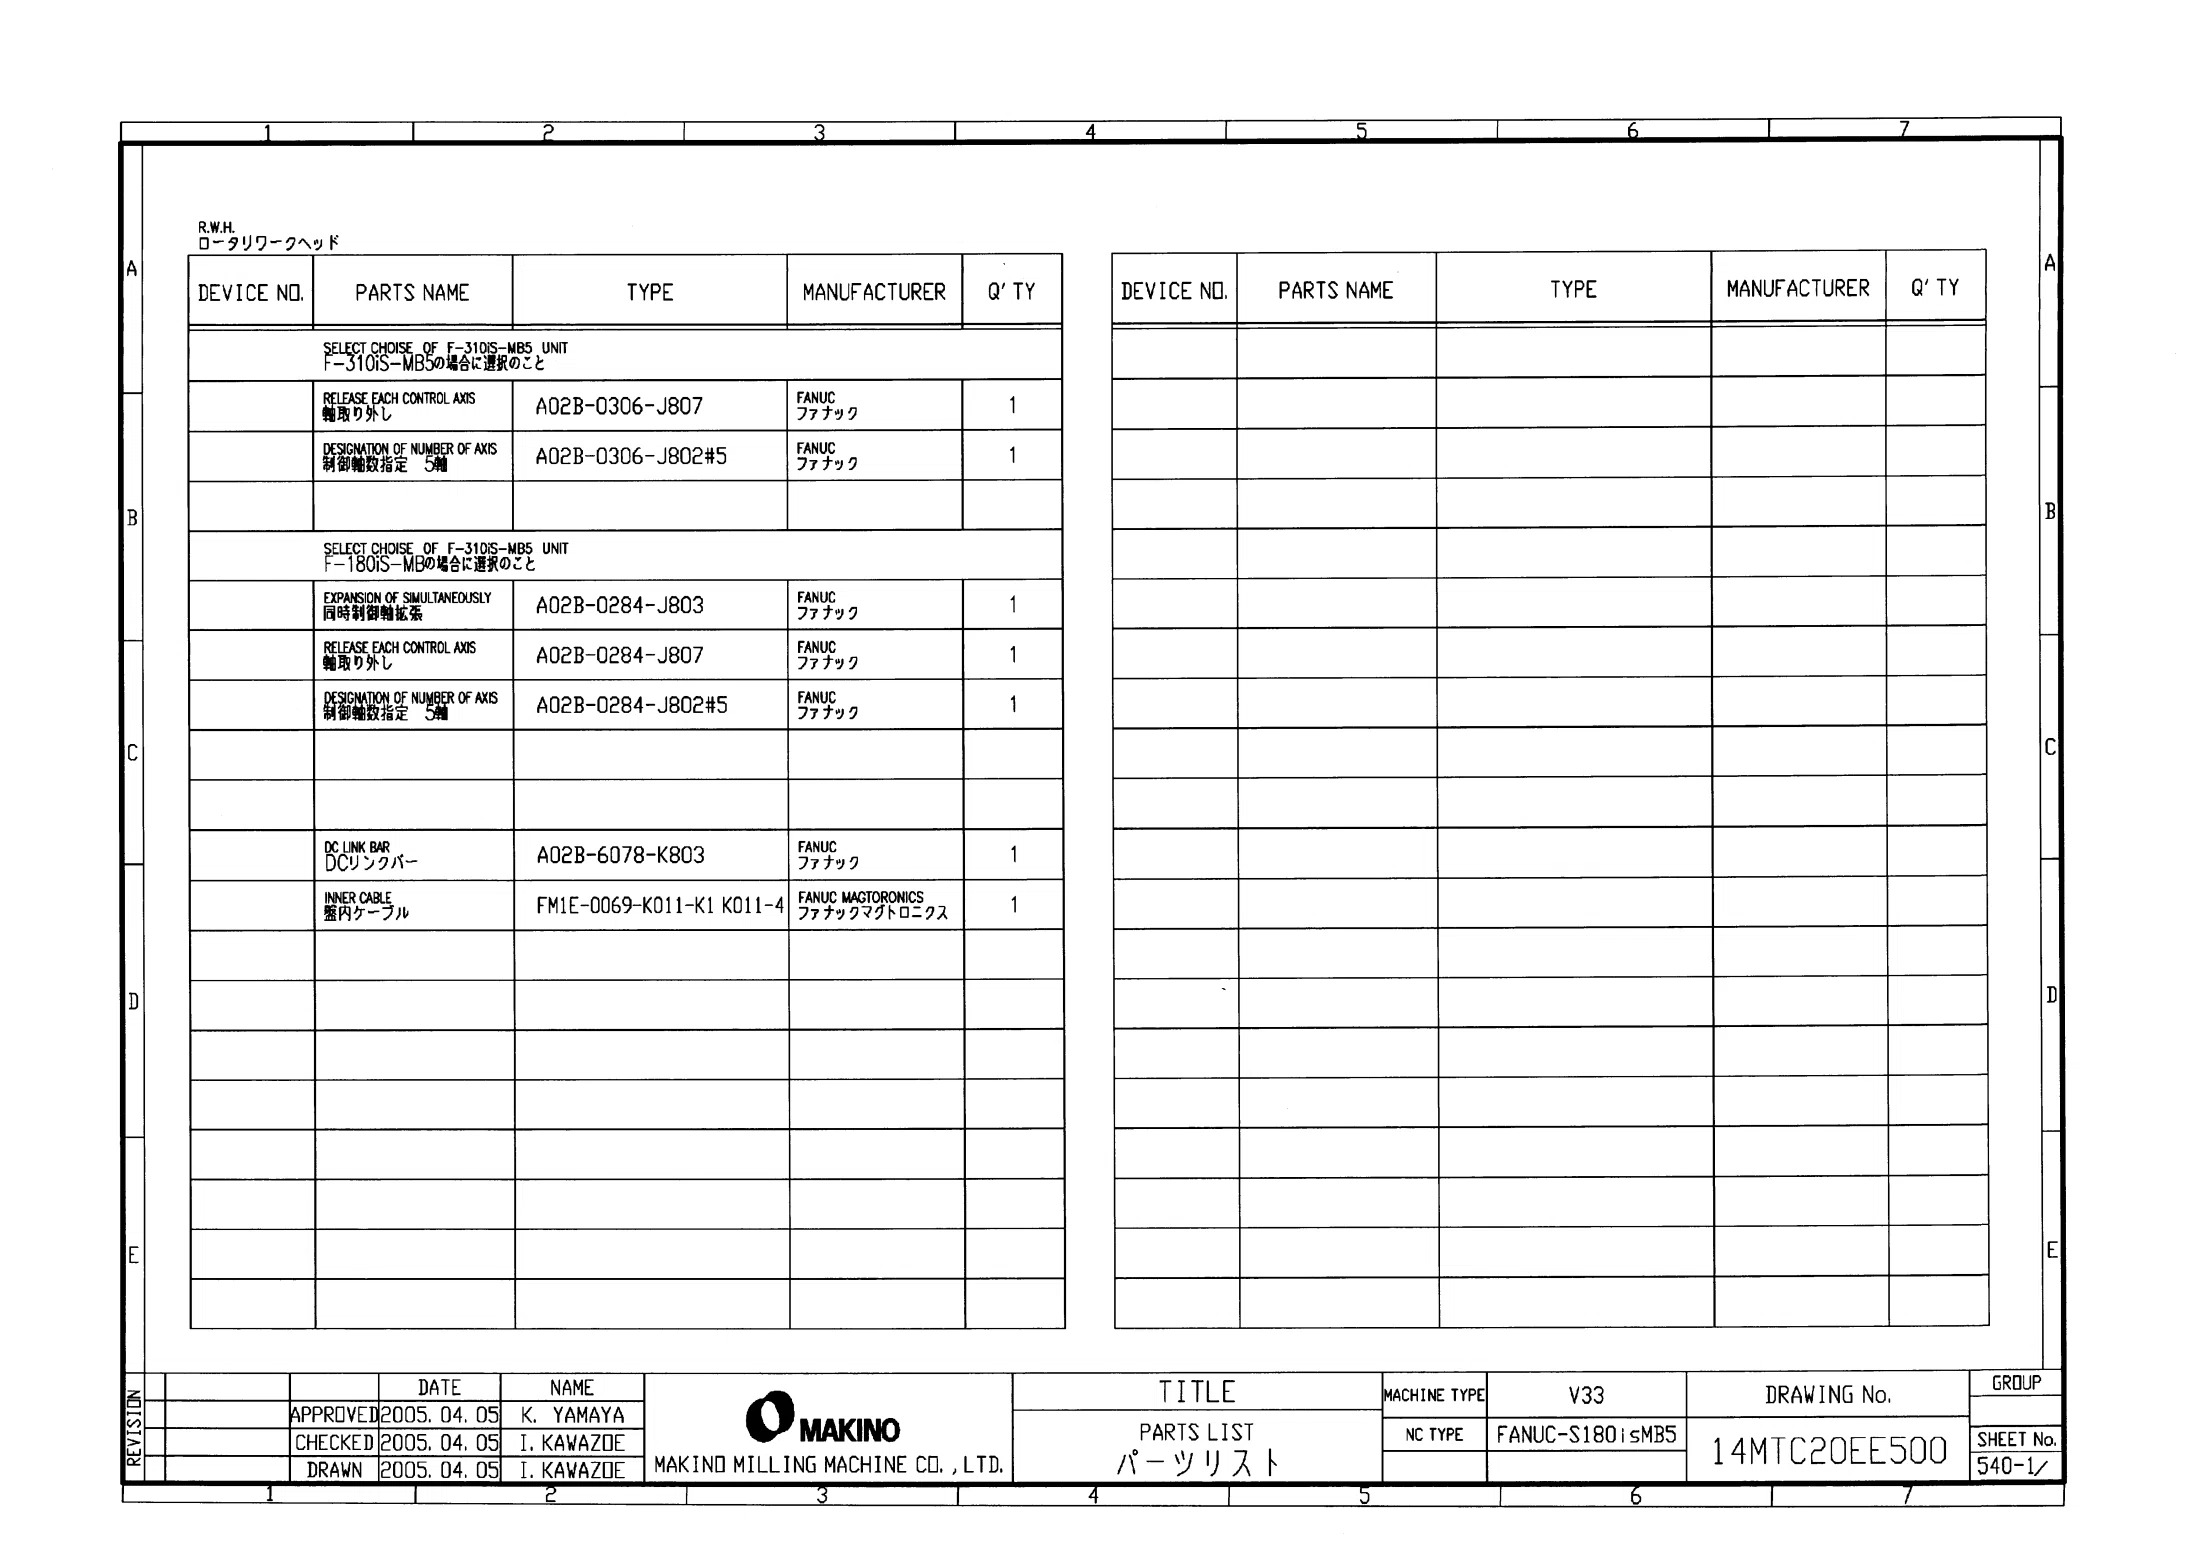 1 2 3 4 5 6 7
R.W.H.
ロータリワークヘッド
A A
DEVICE NO. PARTS NAME TYPE MANUFACTURER Q'TY
DEVICE NO. PARTS NAME TYPE MANUFACTURER Q'TY
SELECT CHOISE OF F-310iS-MB5 UNIT
F-310iS-MB5の場合に選択のこと
RELEASE EACH CONTROL AXIS
軸取り外し
A02B-0306-J807
FANUC
ファナック
1
DESIGNATION OF NUMBER OF AXIS
制御軸数指定 5軸
A02B-0306-J802#5
FANUC
ファナック
1
B B
SELECT CHOISE OF F-310iS-MB5 UNIT
F-180iS-MBの場合に選択のこと
EXPANSION OF SIMULTANEOUSLY
同時制御軸拡張
A02B-0284-J803
FANUC
ファナック
1
RELEASE EACH CONTROL AXIS
軸取り外し
A02B-0284-J807
FANUC
ファナック
1
DESIGNATION OF NUMBER OF AXIS
制御軸数指定 5軸
A02B-0284-J802#5
FANUC
ファナック
1
C C
DC LINK BAR
DCリンクバー
A02B-6078-K803
FANUC
ファナック
1
INNER CABLE
盤内ケーブル
FM1E-0069-K011-K1 K011-4
FANUC MAGTORONICS
ファナックマグトロニクス
1
D D
E E
REVISION
DATE NAME
APPROVED 2005. 04. 05 K. YAMAYA
CHECKED 2005. 04. 05 I. KAWAZOE
DRAWN 2005. 04. 05 I. KAWAZOE
MAKINO
MAKINO MILLING MACHINE CO., LTD.
TITLE
PARTS LIST
パーツリスト
MACHINE TYPE V33
NC TYPE FANUC-S180isMB5
DRAWING No.
14MTC20EE500
GROUP
SHEET No.
540-1/
1 2 3 4 5 6 7